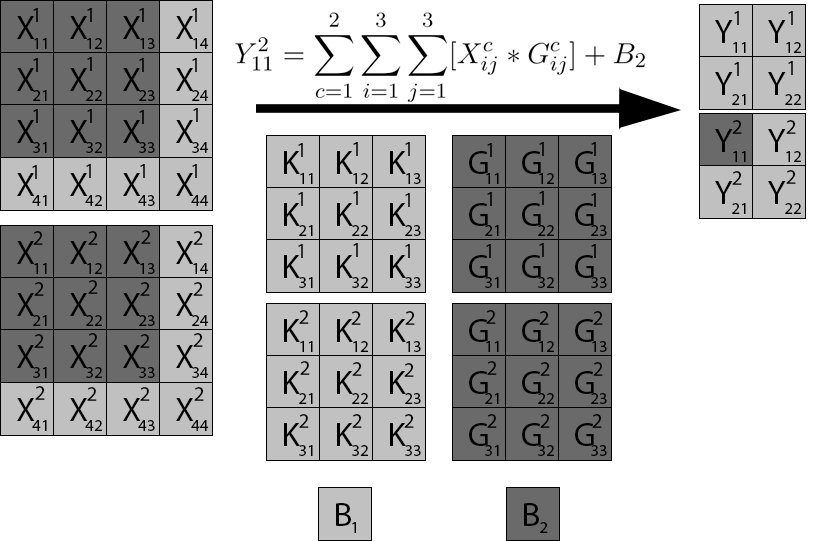 Y^2_{11} = \sum_{c=1}^{2} \sum_{i=1}^{3} \sum_{j=1}^{3} [X^c_{ij} * G^c_{ij}] + B_2
X^1_{11} X^1_{12} X^1_{13} X^1_{14}
X^1_{21} X^1_{22} X^1_{23} X^1_{24}
X^1_{31} X^1_{32} X^1_{33} X^1_{34}
X^1_{41} X^1_{42} X^1_{43} X^1_{44}
X^2_{11} X^2_{12} X^2_{13} X^2_{14}
X^2_{21} X^2_{22} X^2_{23} X^2_{24}
X^2_{31} X^2_{32} X^2_{33} X^2_{34}
X^2_{41} X^2_{42} X^2_{43} X^2_{44}
K^1_{11} K^1_{12} K^1_{13}
K^1_{21} K^1_{22} K^1_{23}
K^1_{31} K^1_{32} K^1_{33}
K^2_{11} K^2_{12} K^2_{13}
K^2_{21} K^2_{22} K^2_{23}
K^2_{31} K^2_{32} K^2_{33}
B_1
G^1_{11} G^1_{12} G^1_{13}
G^1_{21} G^1_{22} G^1_{23}
G^1_{31} G^1_{32} G^1_{33}
G^2_{11} G^2_{12} G^2_{13}
G^2_{21} G^2_{22} G^2_{23}
G^2_{31} G^2_{32} G^2_{33}
B_2
Y^1_{11} Y^1_{12}
Y^1_{21} Y^1_{22}
Y^2_{11} Y^2_{12}
Y^2_{21} Y^2_{22}